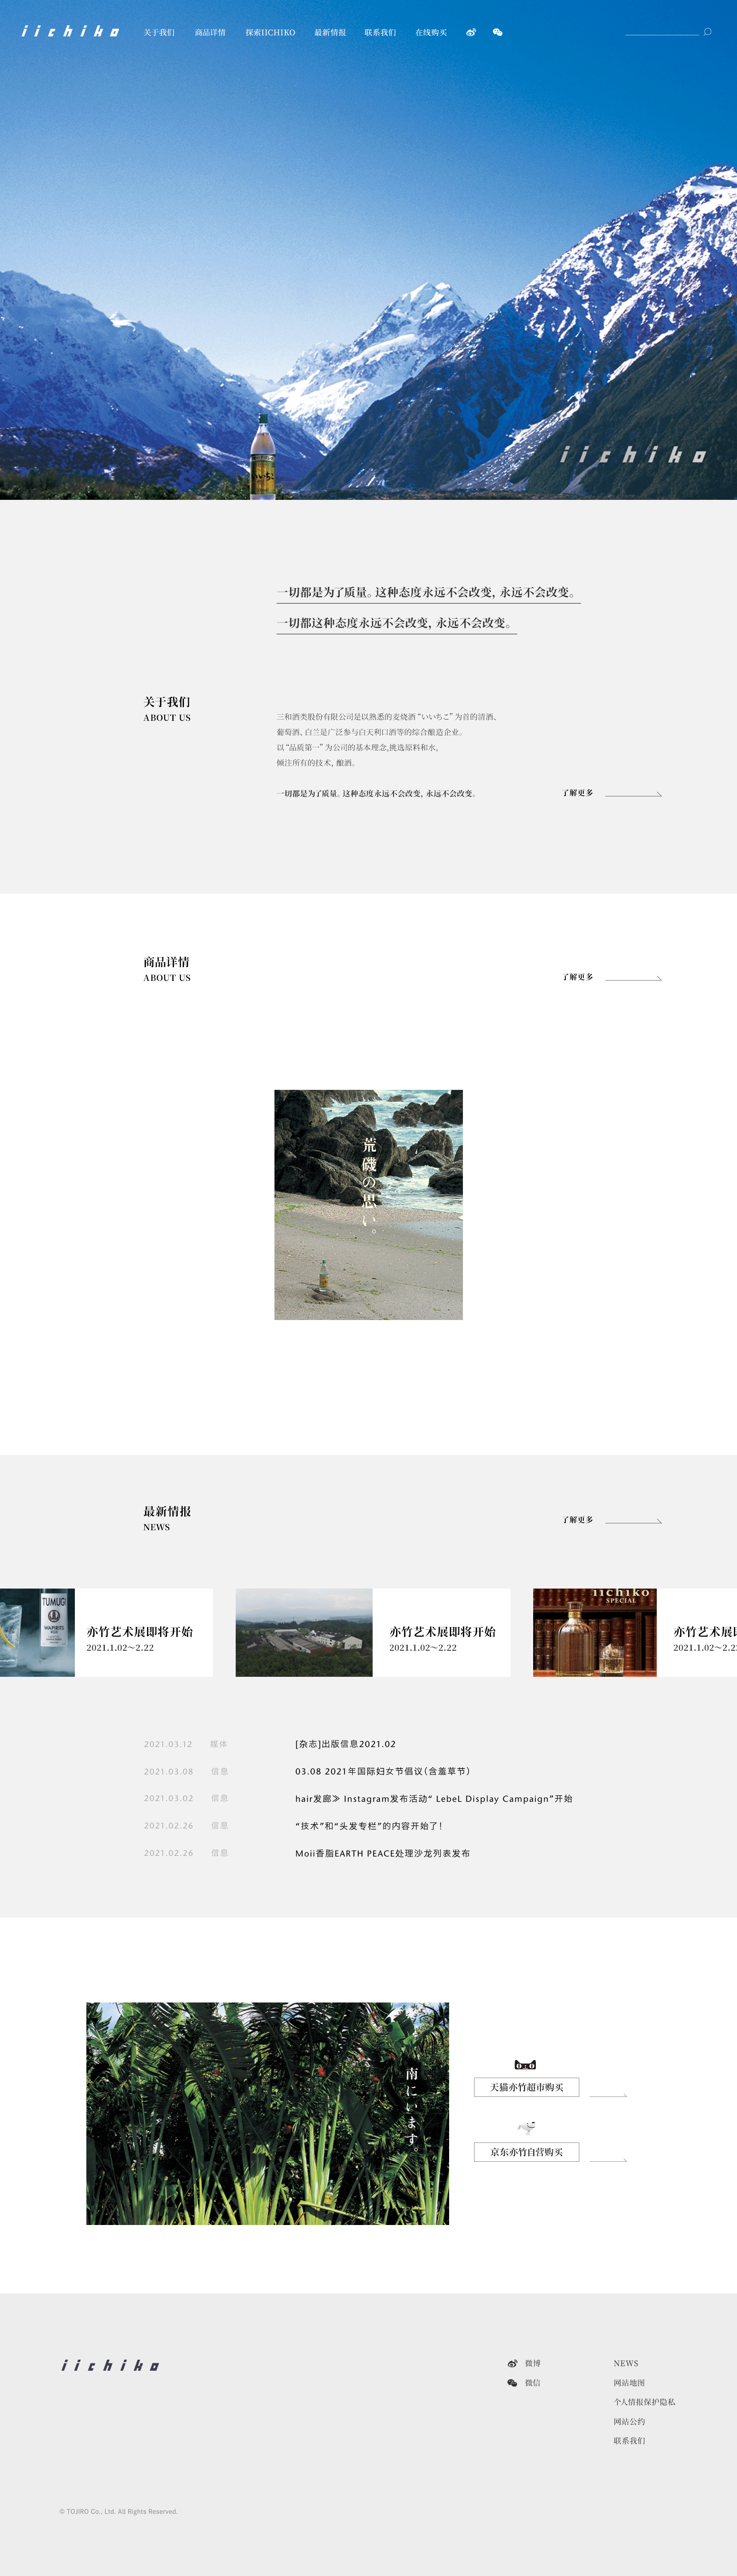 iichiko 关于我们 商品详情 探索IICHIKO 最新情报 联系我们 在线购买
iichiko
一切都是为了质量。这种态度永远不会改变，永远不会改变。
一切都这种态度永远不会改变，永远不会改变。
关于我们
ABOUT US
三和酒类股份有限公司是以熟悉的麦烧酒“いいちこ”为首的清酒、
葡萄酒、白兰是广泛参与白天利口酒等的综合酿造企业。
以“品质第一”为公司的基本理念,挑选原料和水,
倾注所有的技术，酿酒。
一切都是为了质量。这种态度永远不会改变，永远不会改变。
了解更多
商品详情
ABOUT US
了解更多
荒磯の思い。
最新情报
NEWS
了解更多
TUMUGI
WAPIRITS
亦竹艺术展即将开始
2021.1.02～2.22
亦竹艺术展即将开始
2021.1.02～2.22
iichiko
SPECIAL
亦竹艺术展
2021.1.02～2.2
2021.03.12 媒体 [杂志]出版信息2021.02
2021.03.08 信息 03.08 2021年国际妇女节倡议（含羞草节）
2021.03.02 信息 hair发廊≫ Instagram发布活动“ LebeL Display Campaign”开始
2021.02.26 信息 “技术”和“头发专栏”的内容开始了！
2021.02.26 信息 Moii香脂EARTH PEACE处理沙龙列表发布
南にいます。
天猫亦竹超市购买
京东亦竹自营购买
iichiko
微博
微信
NEWS
网站地图
个人情报保护隐私
网站公约
联系我们
© TOJIRO Co., Ltd. All Rights Reserved.